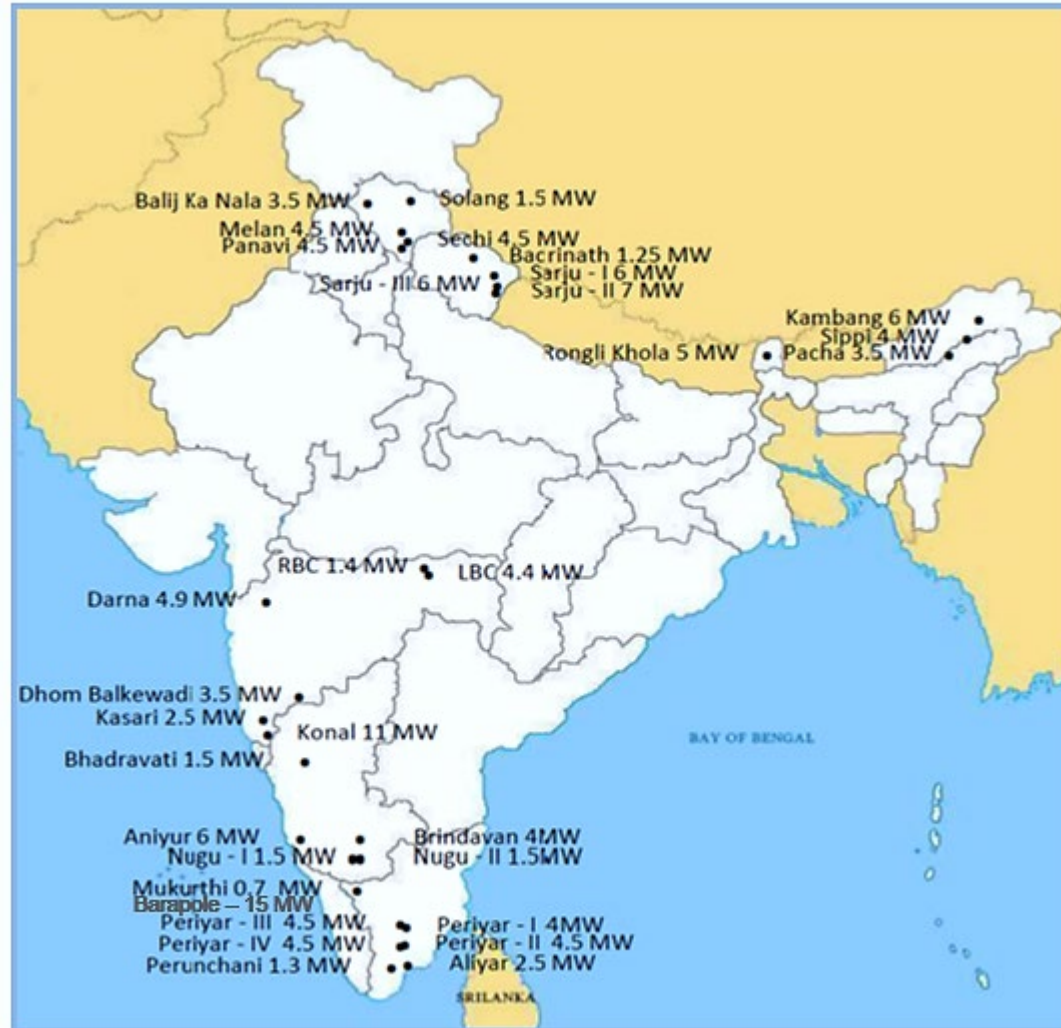 Balij Ka Nala 3.5 MW
Solang 1.5 MW
Melan 4.5 MW
Sechi 4.5 MW
Panavi 4.5 MW
Bacrinath 1.25 MW
Sarju - I 6 MW
Sarju - III 6 MW
Sarju - II 7 MW
Kambang 6 MW
Sippi 4 MW
Rongli Khola 5 MW
Pacha 3.5 MW
RBC 1.4 MW
LBC 4.4 MW
Darna 4.9 MW
Dhom Balkewadi 3.5 MW
Kasari 2.5 MW
Konal 11 MW
BAY OF BENGAL
Bhadravati 1.5 MW
Aniyur 6 MW
Brindavan 4MW
Nugu - I 1.5 MW
Nugu - II 1.5MW
Mukurthi 0.7 MW
Barapole – 15 MW
Periyar - III 4.5 MW
Periyar - I 4MW
Periyar - IV 4.5 MW
Periyar - II 4.5 MW
Perunchani 1.3 MW
Aliyar 2.5 MW
SRILANKA